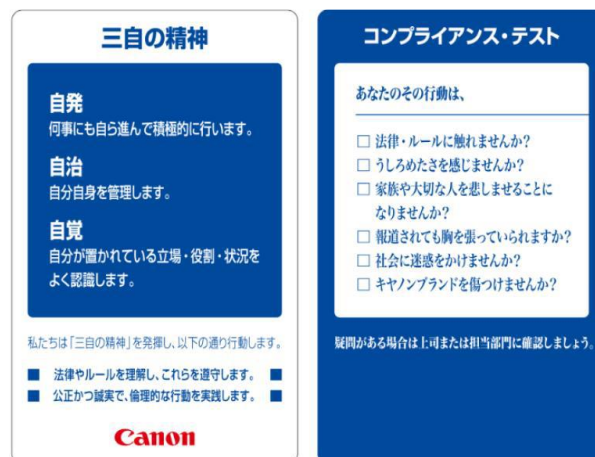 三自の精神
自発
何事にも自ら進んで積極的に行います。
自治
自分自身を管理します。
自覚
自分が置かれている立場・役割・状況を
よく認識します。
私たちは「三自の精神」を発揮し、以下の通り行動します。
■ 法律やルールを理解し、これらを遵守します。 ■
■ 公正かつ誠実で、倫理的な行動を実践します。 ■
Canon
コンプライアンス・テスト
あなたのその行動は、
□ 法律・ルールに触れませんか?
□ うしろめたさを感じませんか?
□ 家族や大切な人を悲しませることに
なりませんか?
□ 報道されても胸を張っていられますか?
□ 社会に迷惑をかけませんか?
□ キヤノンブランドを傷つけませんか?
疑問がある場合は上司または担当部門に確認しましょう。